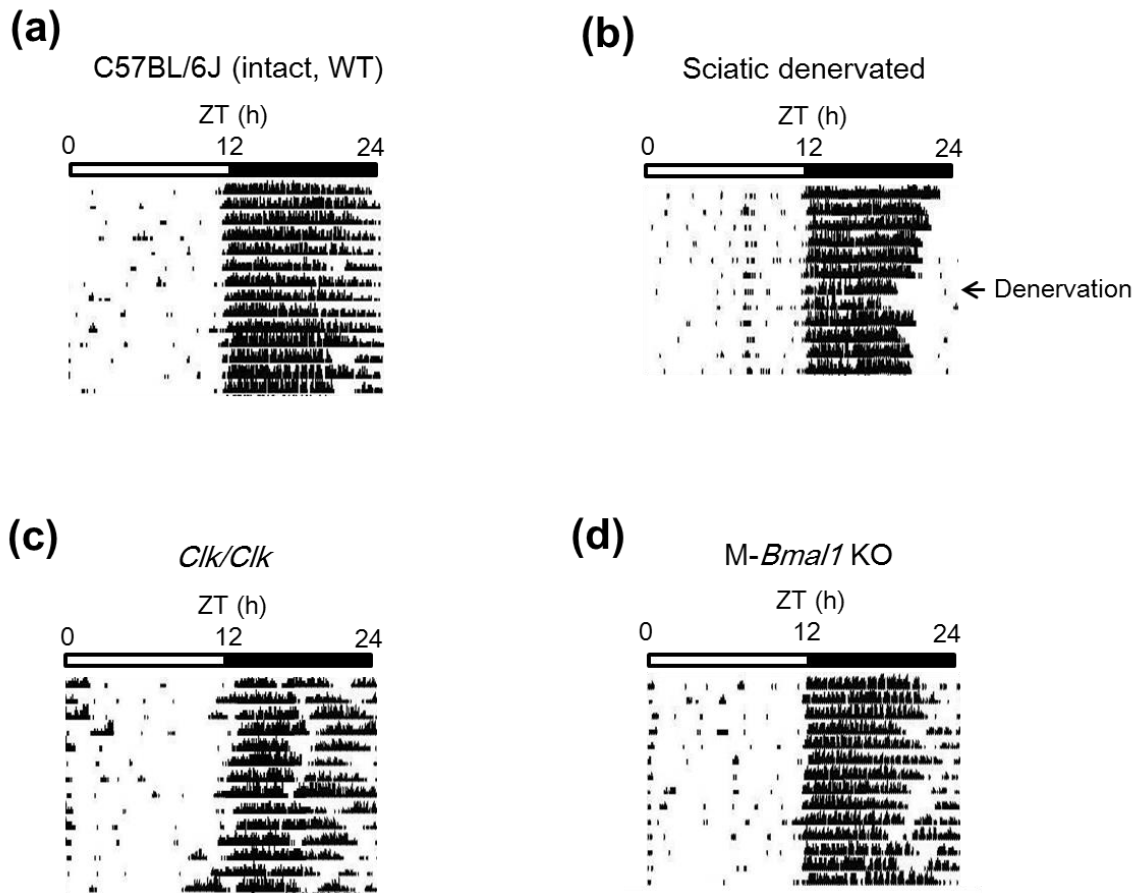 (a)
C57BL/6J (intact, WT)
ZT (h)
0 12 24
(b)
Sciatic denervated
ZT (h)
0 12 24
Denervation
(c)
Clk/Clk
ZT (h)
0 12 24
(d)
M-Bmal1 KO
ZT (h)
0 12 24